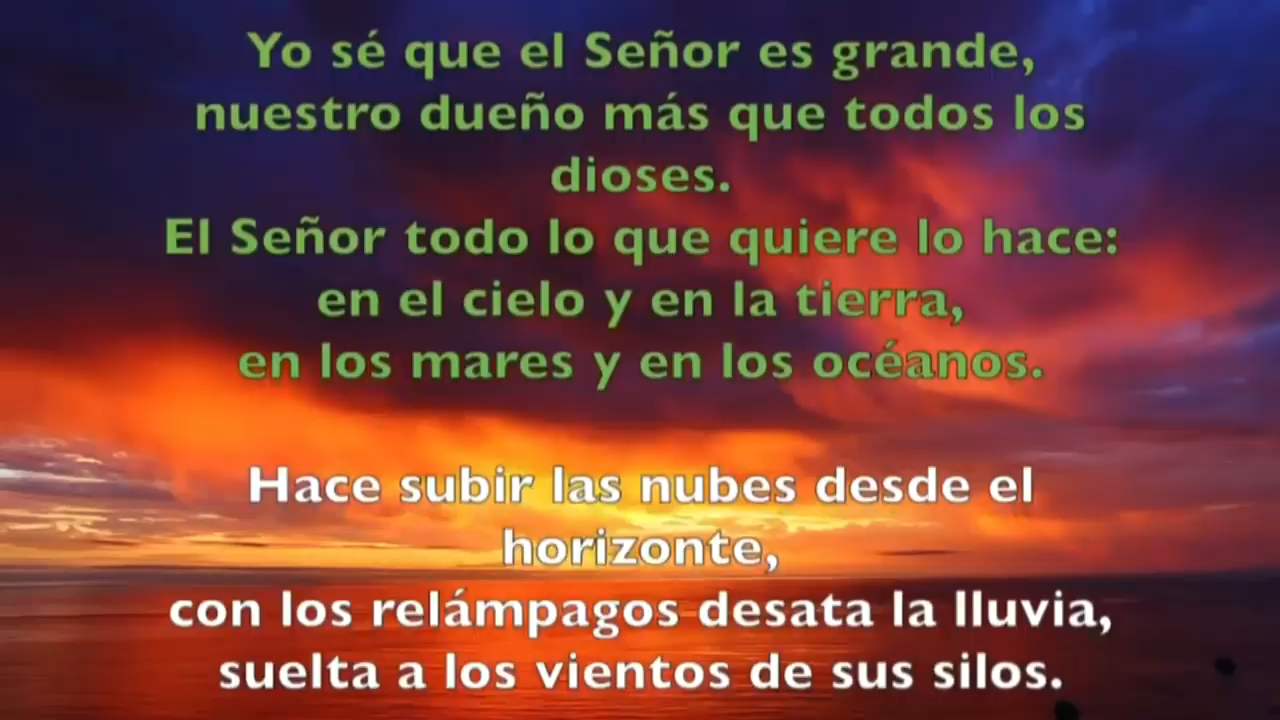 Yo sé que el Señor es grande,
nuestro dueño más que todos los
dioses.
El Señor todo lo que quiere lo hace:
en el cielo y en la tierra,
en los mares y en los océanos.
Hace subir las nubes desde el
horizonte,
con los relámpagos desata la lluvia,
suelta a los vientos de sus silos.